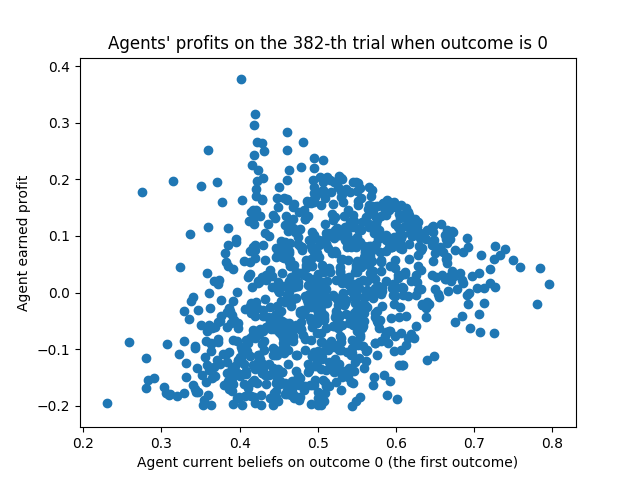 Agents' profits on the 382-th trial when outcome is 0
0.4
0.3
0.2
0.1
0.0
−0.1
−0.2
Agent earned profit
0.2 0.3 0.4 0.5 0.6 0.7 0.8
Agent current beliefs on outcome 0 (the first outcome)